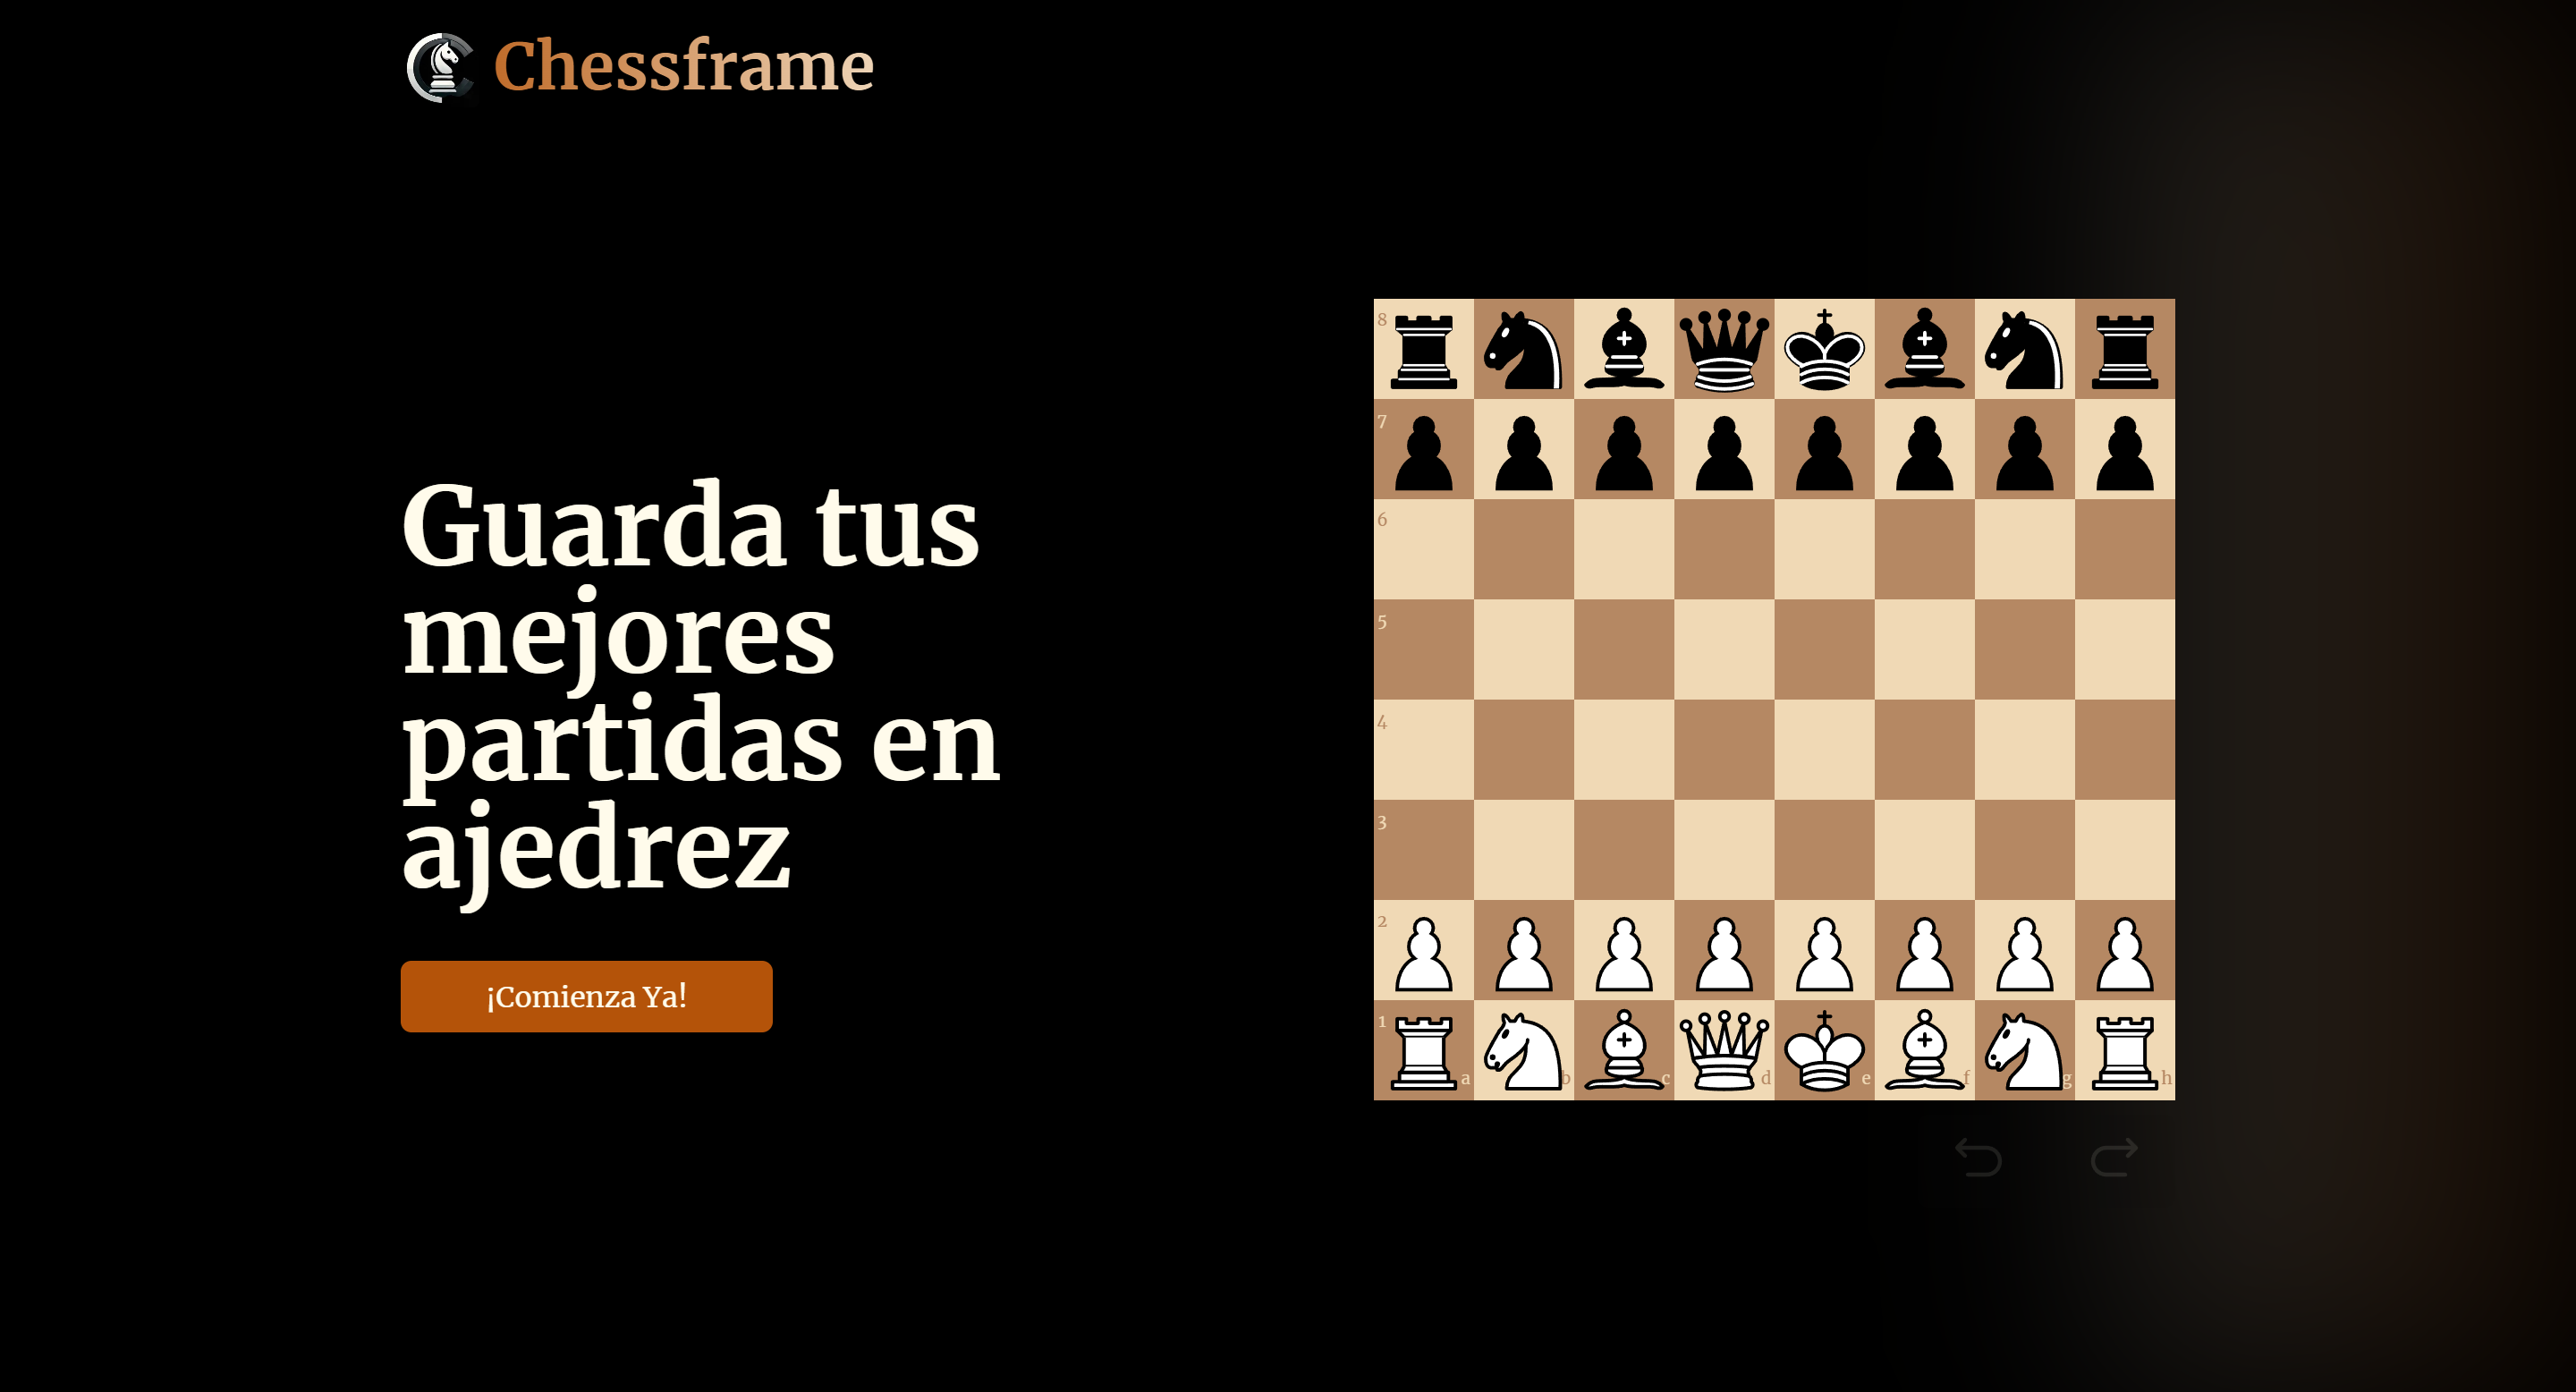 Chessframe
Guarda tus
mejores
partidas en
ajedrez
¡Comienza Ya!
8
7
6
5
4
3
2
1
a b c d e f g h